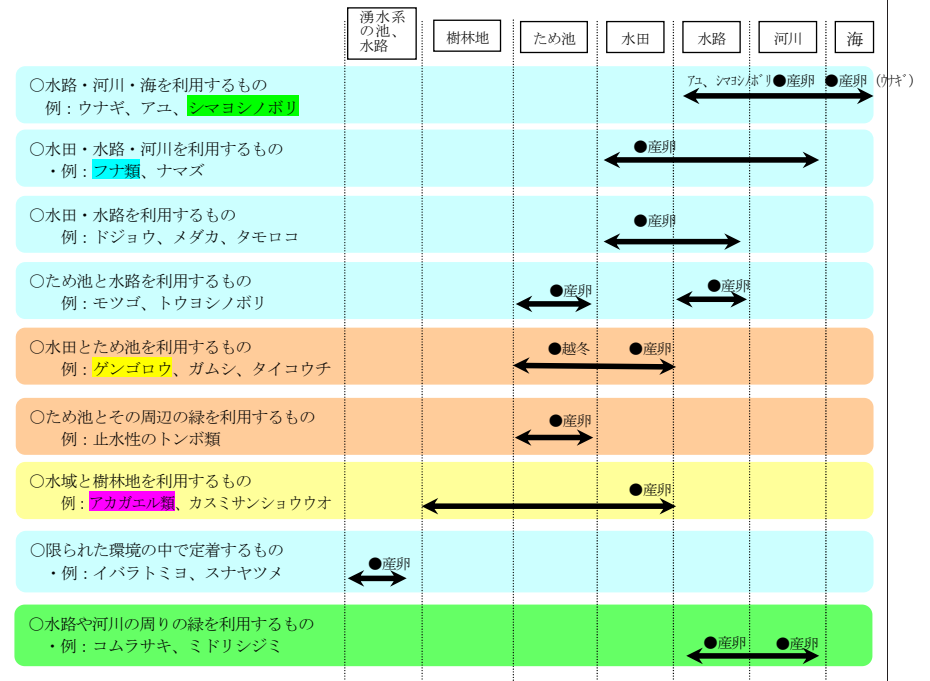 湧水系
の池、
水路
樹林地
ため池
水田
水路
河川
海
○水路・河川・海を利用するもの
例：ウナギ、アユ、シマヨシノボリ
アユ、シマヨシノボリ●産卵
●産卵（ウナギ）
○水田・水路・河川を利用するもの
・例：フナ類、ナマズ
●産卵
○水田・水路を利用するもの
例：ドジョウ、メダカ、タモロコ
●産卵
○ため池と水路を利用するもの
例：モツゴ、トウヨシノボリ
●産卵
●産卵
○水田とため池を利用するもの
例：ゲンゴロウ、ガムシ、タイコウチ
●越冬
●産卵
○ため池とその周辺の緑を利用するもの
例：止水性のトンボ類
●産卵
○水域と樹林地を利用するもの
例：アカガエル類、カスミサンショウウオ
●産卵
○限られた環境の中で定着するもの
・例：イバラトミヨ、スナヤツメ
●産卵
○水路や河川の周りの緑を利用するもの
・例：コムラサキ、ミドリシジミ
●産卵
●産卵